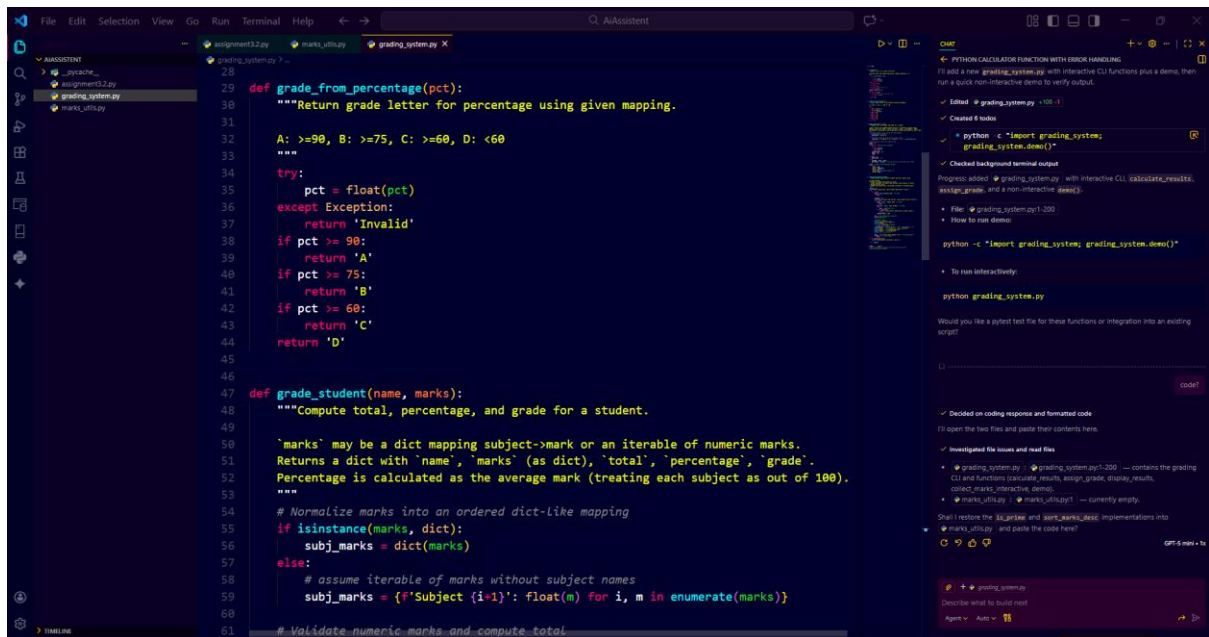 File Edit Selection View Go Run Terminal Help
AiAssistent
assignment3.2.py marks_utils.py grading_system.py
AIASSISTENT
__pycache__
assignment3.2.py
grading_system.py
marks_utils.py
TIMELINE
grading_system.py > ...
28
29 def grade_from_percentage(pct):
30 """Return grade letter for percentage using given mapping.
31
32 A: >=90, B: >=75, C: >=60, D: <60
33 """
34 try:
35 pct = float(pct)
36 except Exception:
37 return 'Invalid'
38 if pct >= 90:
39 return 'A'
40 if pct >= 75:
41 return 'B'
42 if pct >= 60:
43 return 'C'
44 return 'D'
45
46
47 def grade_student(name, marks):
48 """Compute total, percentage, and grade for a student.
49
50 `marks` may be a dict mapping subject->mark or an iterable of numeric marks.
51 Returns a dict with `name`, `marks` (as dict), `total`, `percentage`, `grade`.
52 Percentage is calculated as the average mark (treating each subject as out of 100).
53 """
54 # Normalize marks into an ordered dict-like mapping
55 if isinstance(marks, dict):
56 subj_marks = dict(marks)
57 else:
58 # assume iterable of marks without subject names
59 subj_marks = {f'Subject {i+1}': float(m) for i, m in enumerate(marks)}
60
61 # Validate numeric marks and compute total
CHAT
PYTHON CALCULATOR FUNCTION WITH ERROR HANDLING
I'll add a new grading_system.py with interactive CLI functions plus a demo, then
run a quick non-interactive demo to verify output.
Edited grading_system.py +100 -1
Created 6 todos
python -c "import grading_system;
grading_system.demo()"
Checked background terminal output
Progress: added grading_system.py with interactive CLI, calculate_results,
assign_grade, and a non-interactive demo().
File: grading_system.py:1-200
How to run demo:
python -c "import grading_system; grading_system.demo()"
To run interactively:
python grading_system.py
Would you like a pytest test file for these functions or integration into an existing
script?
code?
Decided on coding response and formatted code
I'll open the two files and paste their contents here.
Investigated file issues and read files
grading_system.py : grading_system.py:1-200 — contains the grading
CLI and functions (calculate_results, assign_grade, display_results,
collect_marks_interactive, demo).
marks_utils.py : marks_utils.py:1 — currently empty.
Shall I restore the is_prime and sort_marks_desc implementations into
marks_utils.py and paste the code here?
GPT-5 mini • 1x
grading_system.py
Describe what to build next
Agent Auto